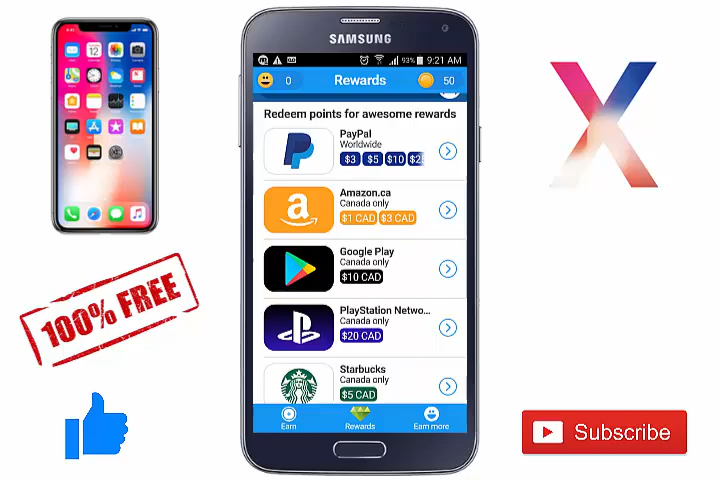 SAMSUNG
93% 9:21 AM
0
Rewards
50
Redeem points for awesome rewards
PayPal
Worldwide
$3 $5 $10
Amazon.ca
Canada only
$1 CAD $3 CAD
Google Play
Canada only
$10 CAD
PlayStation Netwo...
Canada only
$20 CAD
Starbucks
Canada only
$5 CAD
Earn
Rewards
Earn more
X
100% FREE
Subscribe